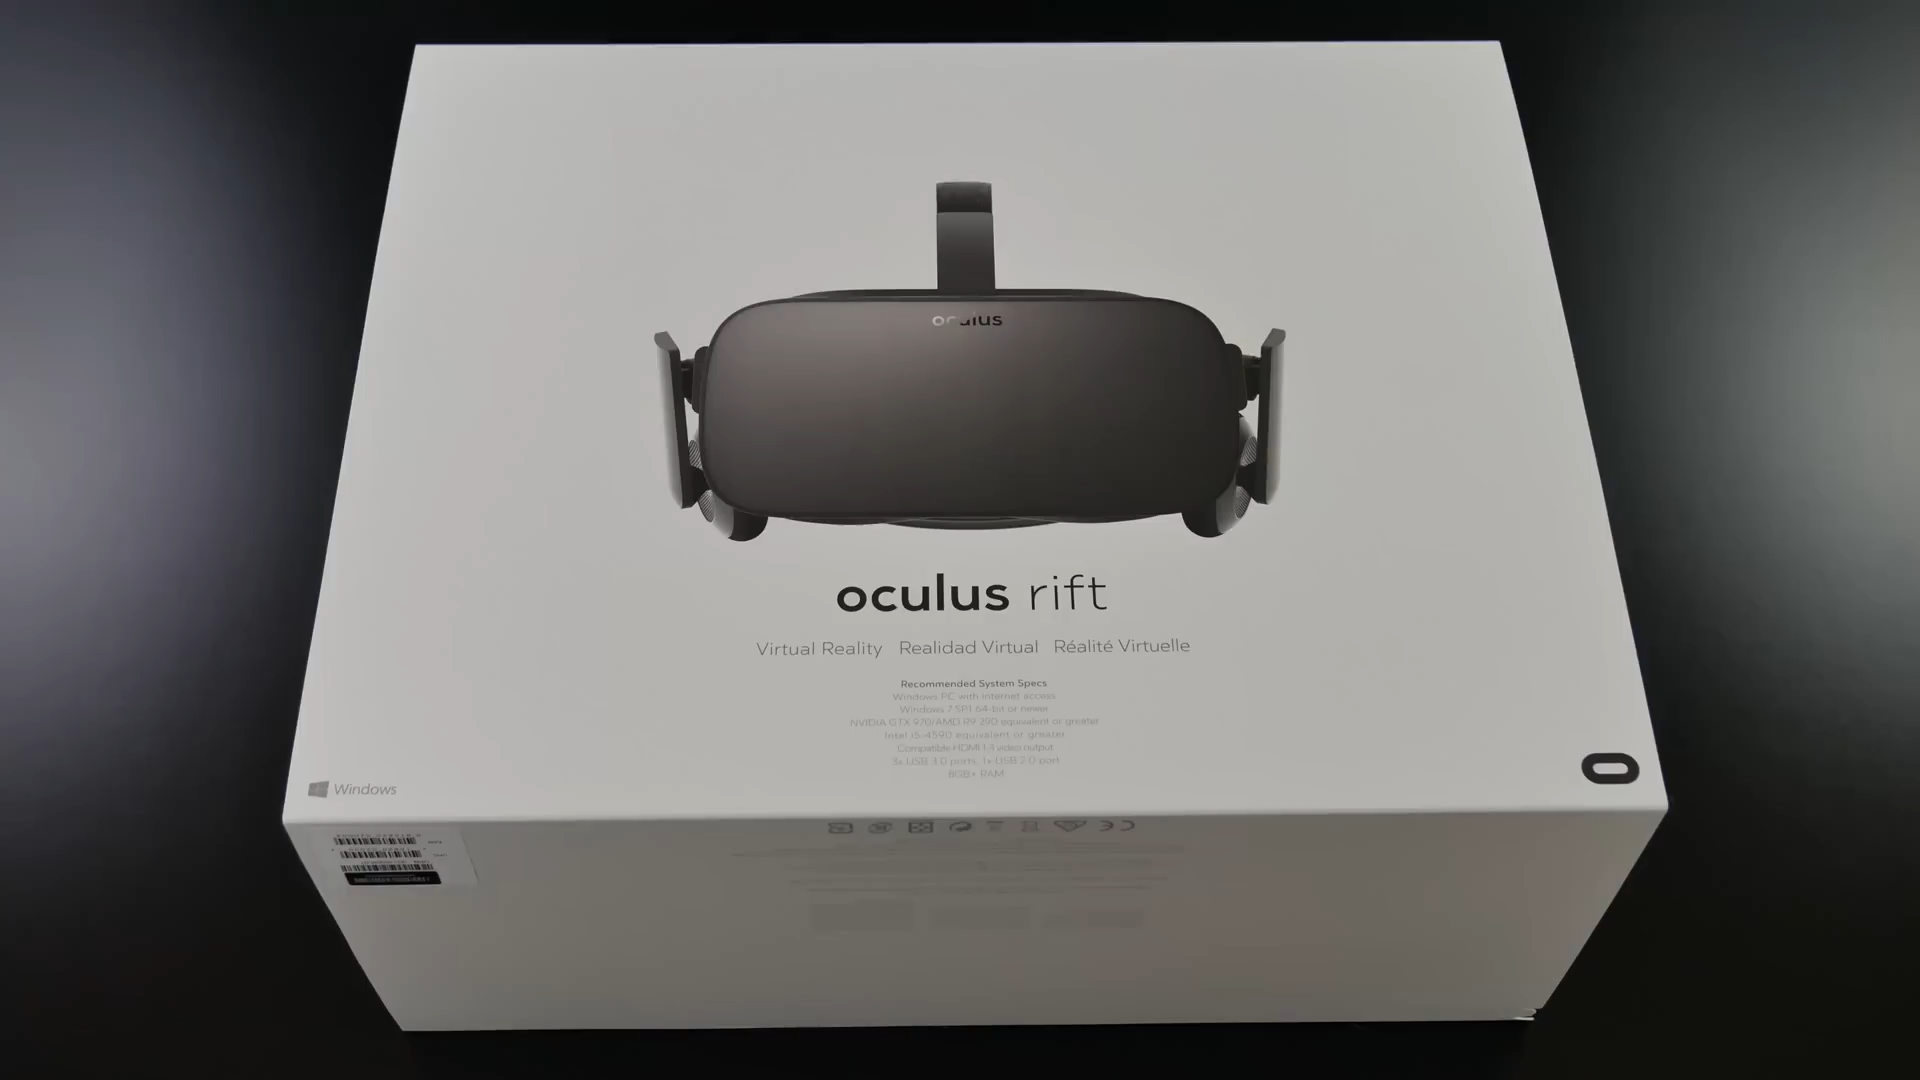 oculus
oculus rift
Virtual Reality Realidad Virtual Réalité Virtuelle
Recommended System Specs
Windows PC with internet access
Windows 7 SP1 64-bit or newer
NVIDIA GTX 970/AMD R9 290 equivalent or greater
Intel i5-4590 equivalent or greater
Compatible HDMI 1.3 video output
3x USB 3.0 ports, 1x USB 2.0 port
8GB+ RAM
Windows